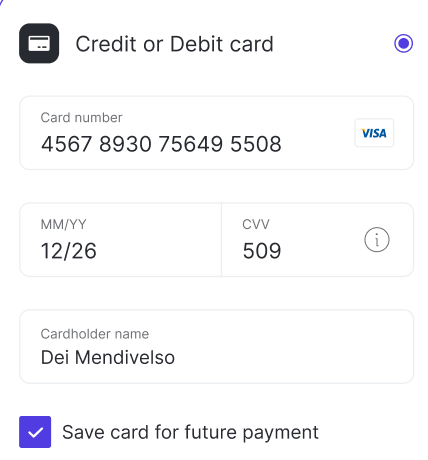 Credit or Debit card
Card number
4567 8930 75649 5508
VISA
MM/YY
CVV
12/26
509
Cardholder name
Dei Mendivelso
Save card for future payment